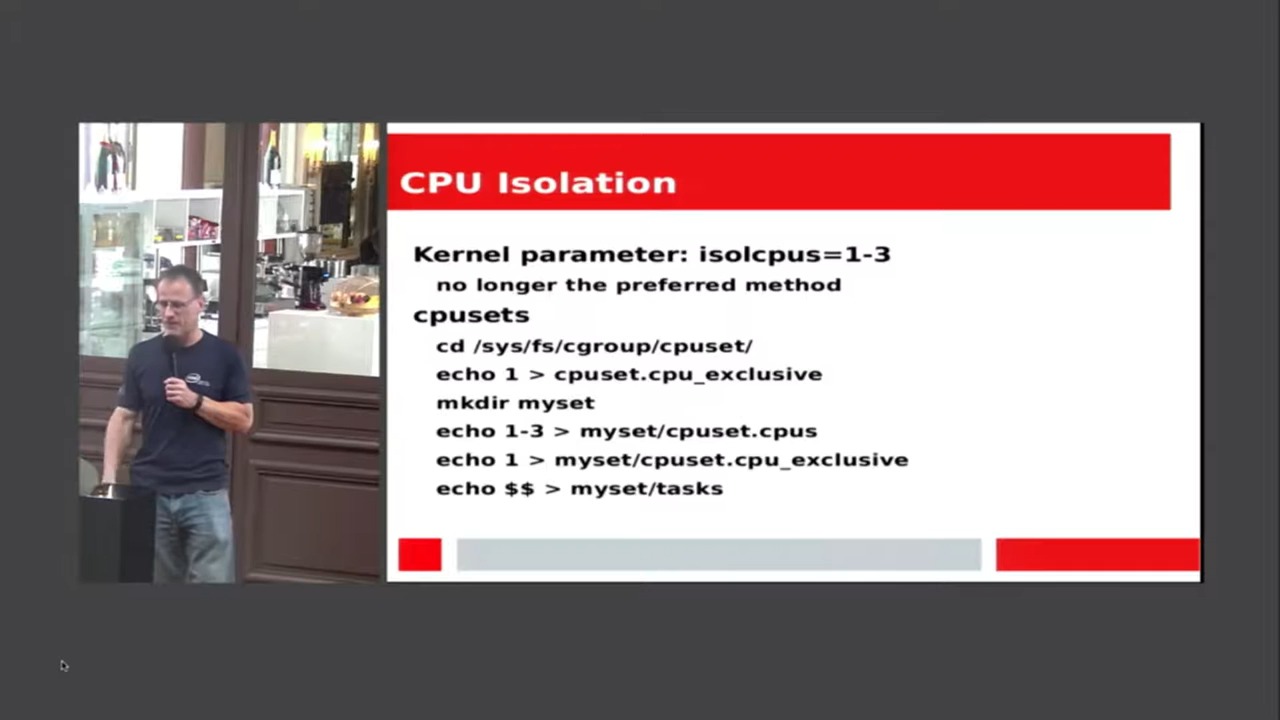 CPU Isolation
Kernel parameter: isolcpus=1-3
no longer the preferred method
cpusets
cd /sys/fs/cgroup/cpuset/
echo 1 > cpuset.cpu_exclusive
mkdir myset
echo 1-3 > myset/cpuset.cpus
echo 1 > myset/cpuset.cpu_exclusive
echo $$ > myset/tasks